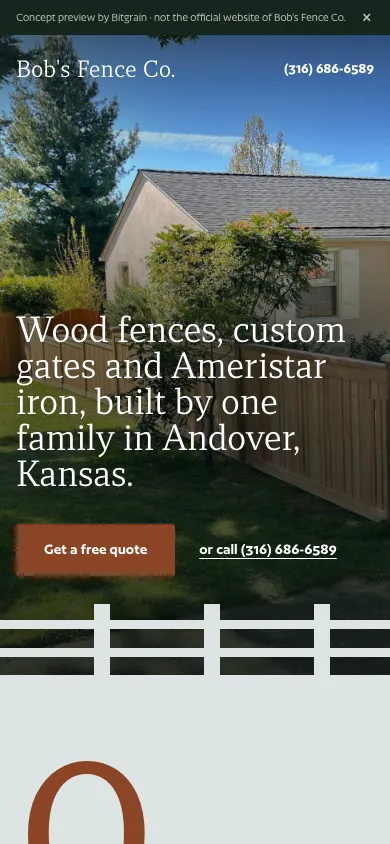 Concept preview by Bitgrain · not the official website of Bob's Fence Co. ×
Bob's Fence Co.
(316) 686-6589
Wood fences, custom
gates and Ameristar
iron, built by one
family in Andover,
Kansas.
Get a free quote
or call (316) 686-6589